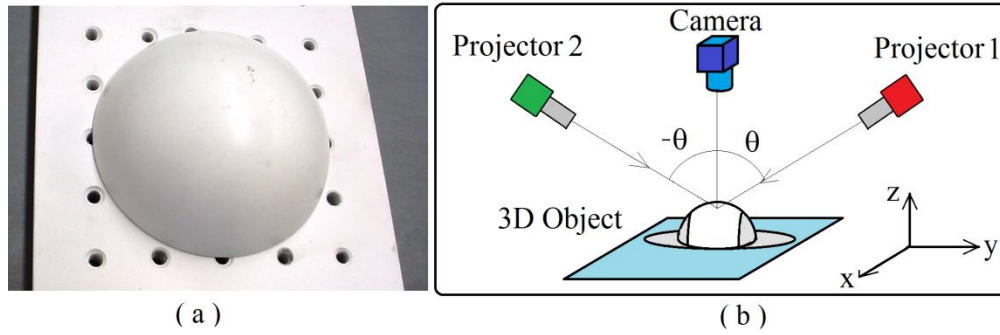 Camera
Projector 2
Projector 1
-θ
θ
3D Object
z
y
x
( a )
( b )